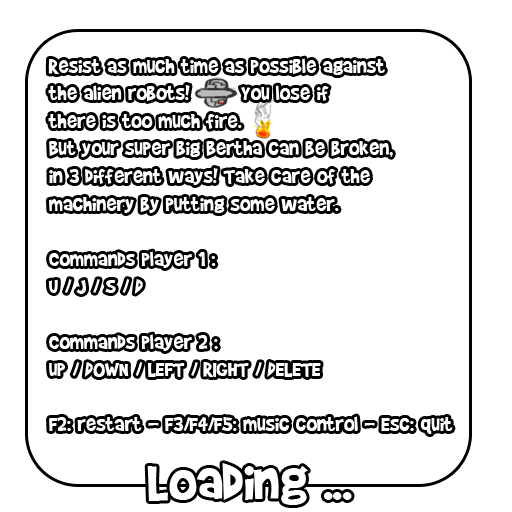 Resist as much time as possible against
the alien robots! You lose if
there is too much fire.
But your super Big Bertha can be broken,
in 3 different ways! Take care of the
machinery by putting some water.
Commands Player 1 :
U / J / S / D
Commands Player 2 :
UP / DOWN / LEFT / RIGHT / DELETE
F2: restart - F3/F4/F5: music control - Esc: quit
Loading ...